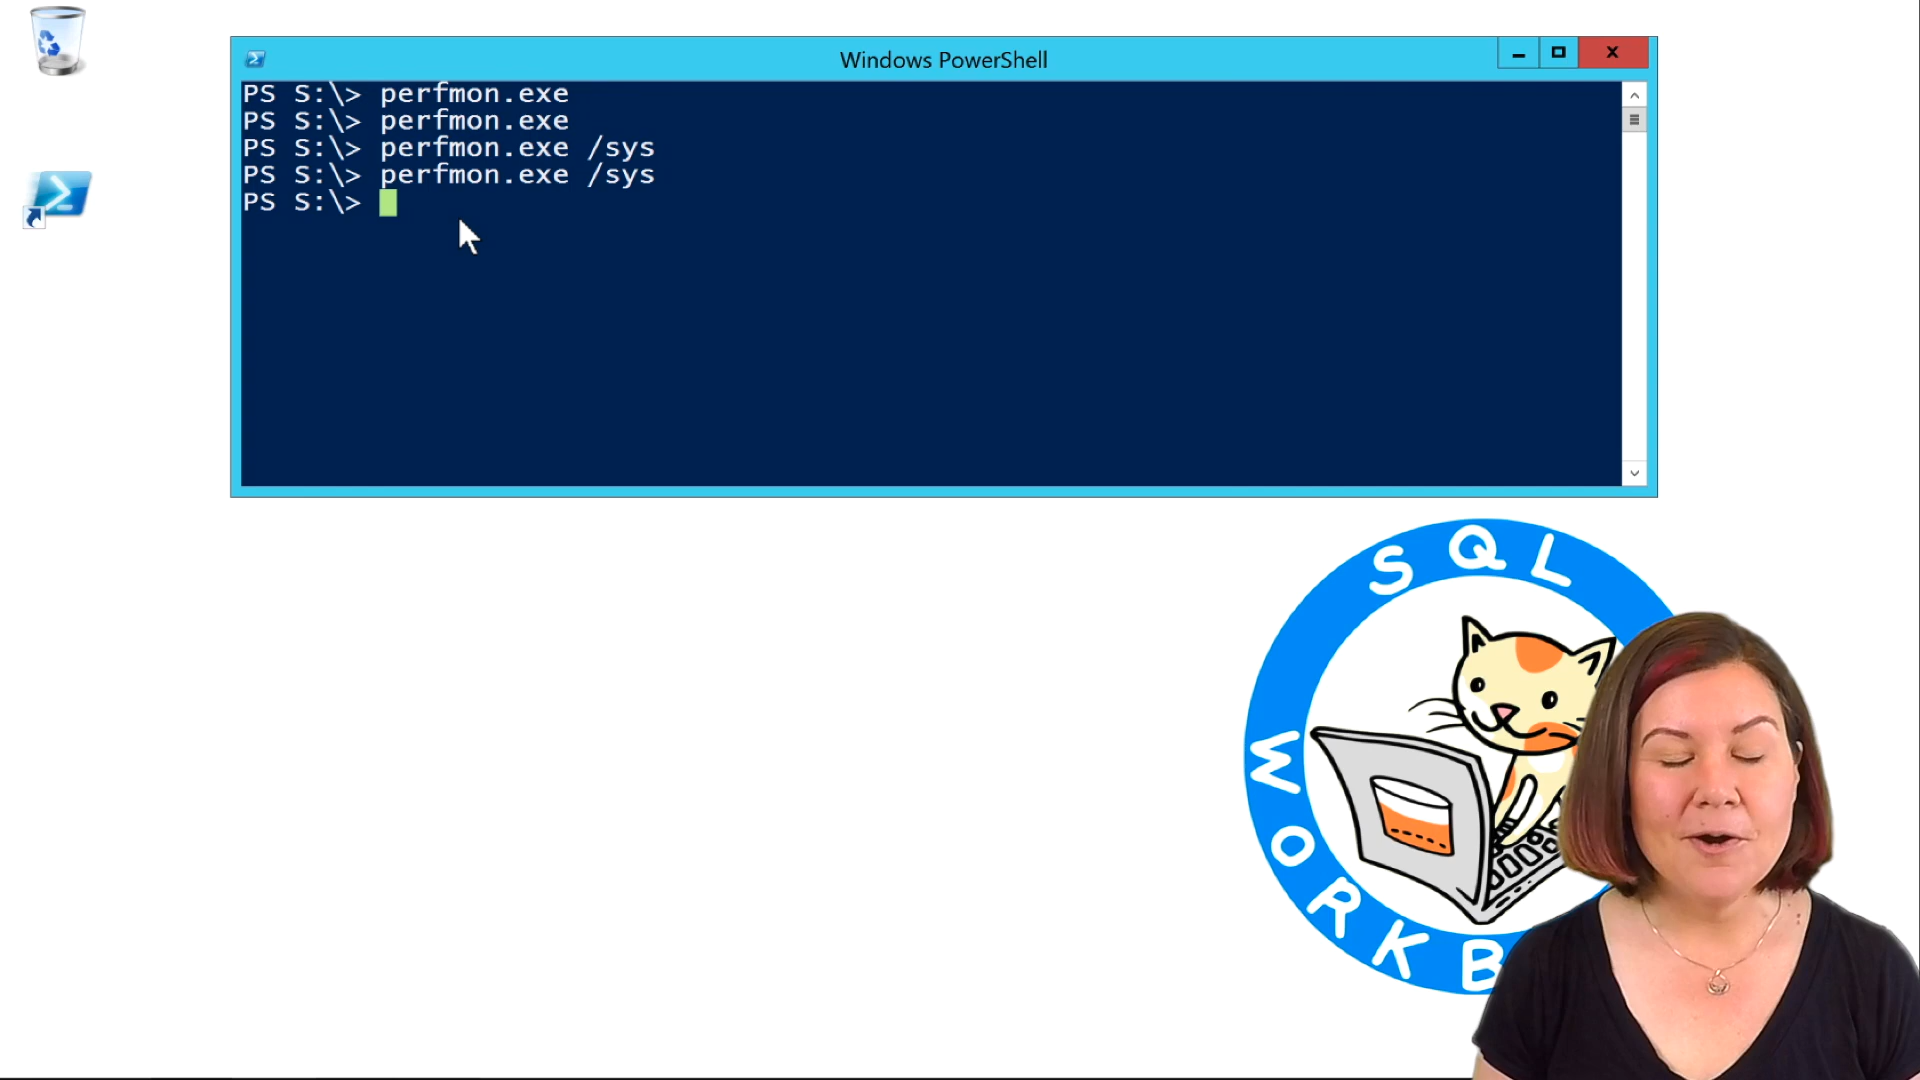 Windows PowerShell
PS S:\> perfmon.exe
PS S:\> perfmon.exe
PS S:\> perfmon.exe /sys
PS S:\> perfmon.exe /sys
PS S:\>
SQL
WORKB